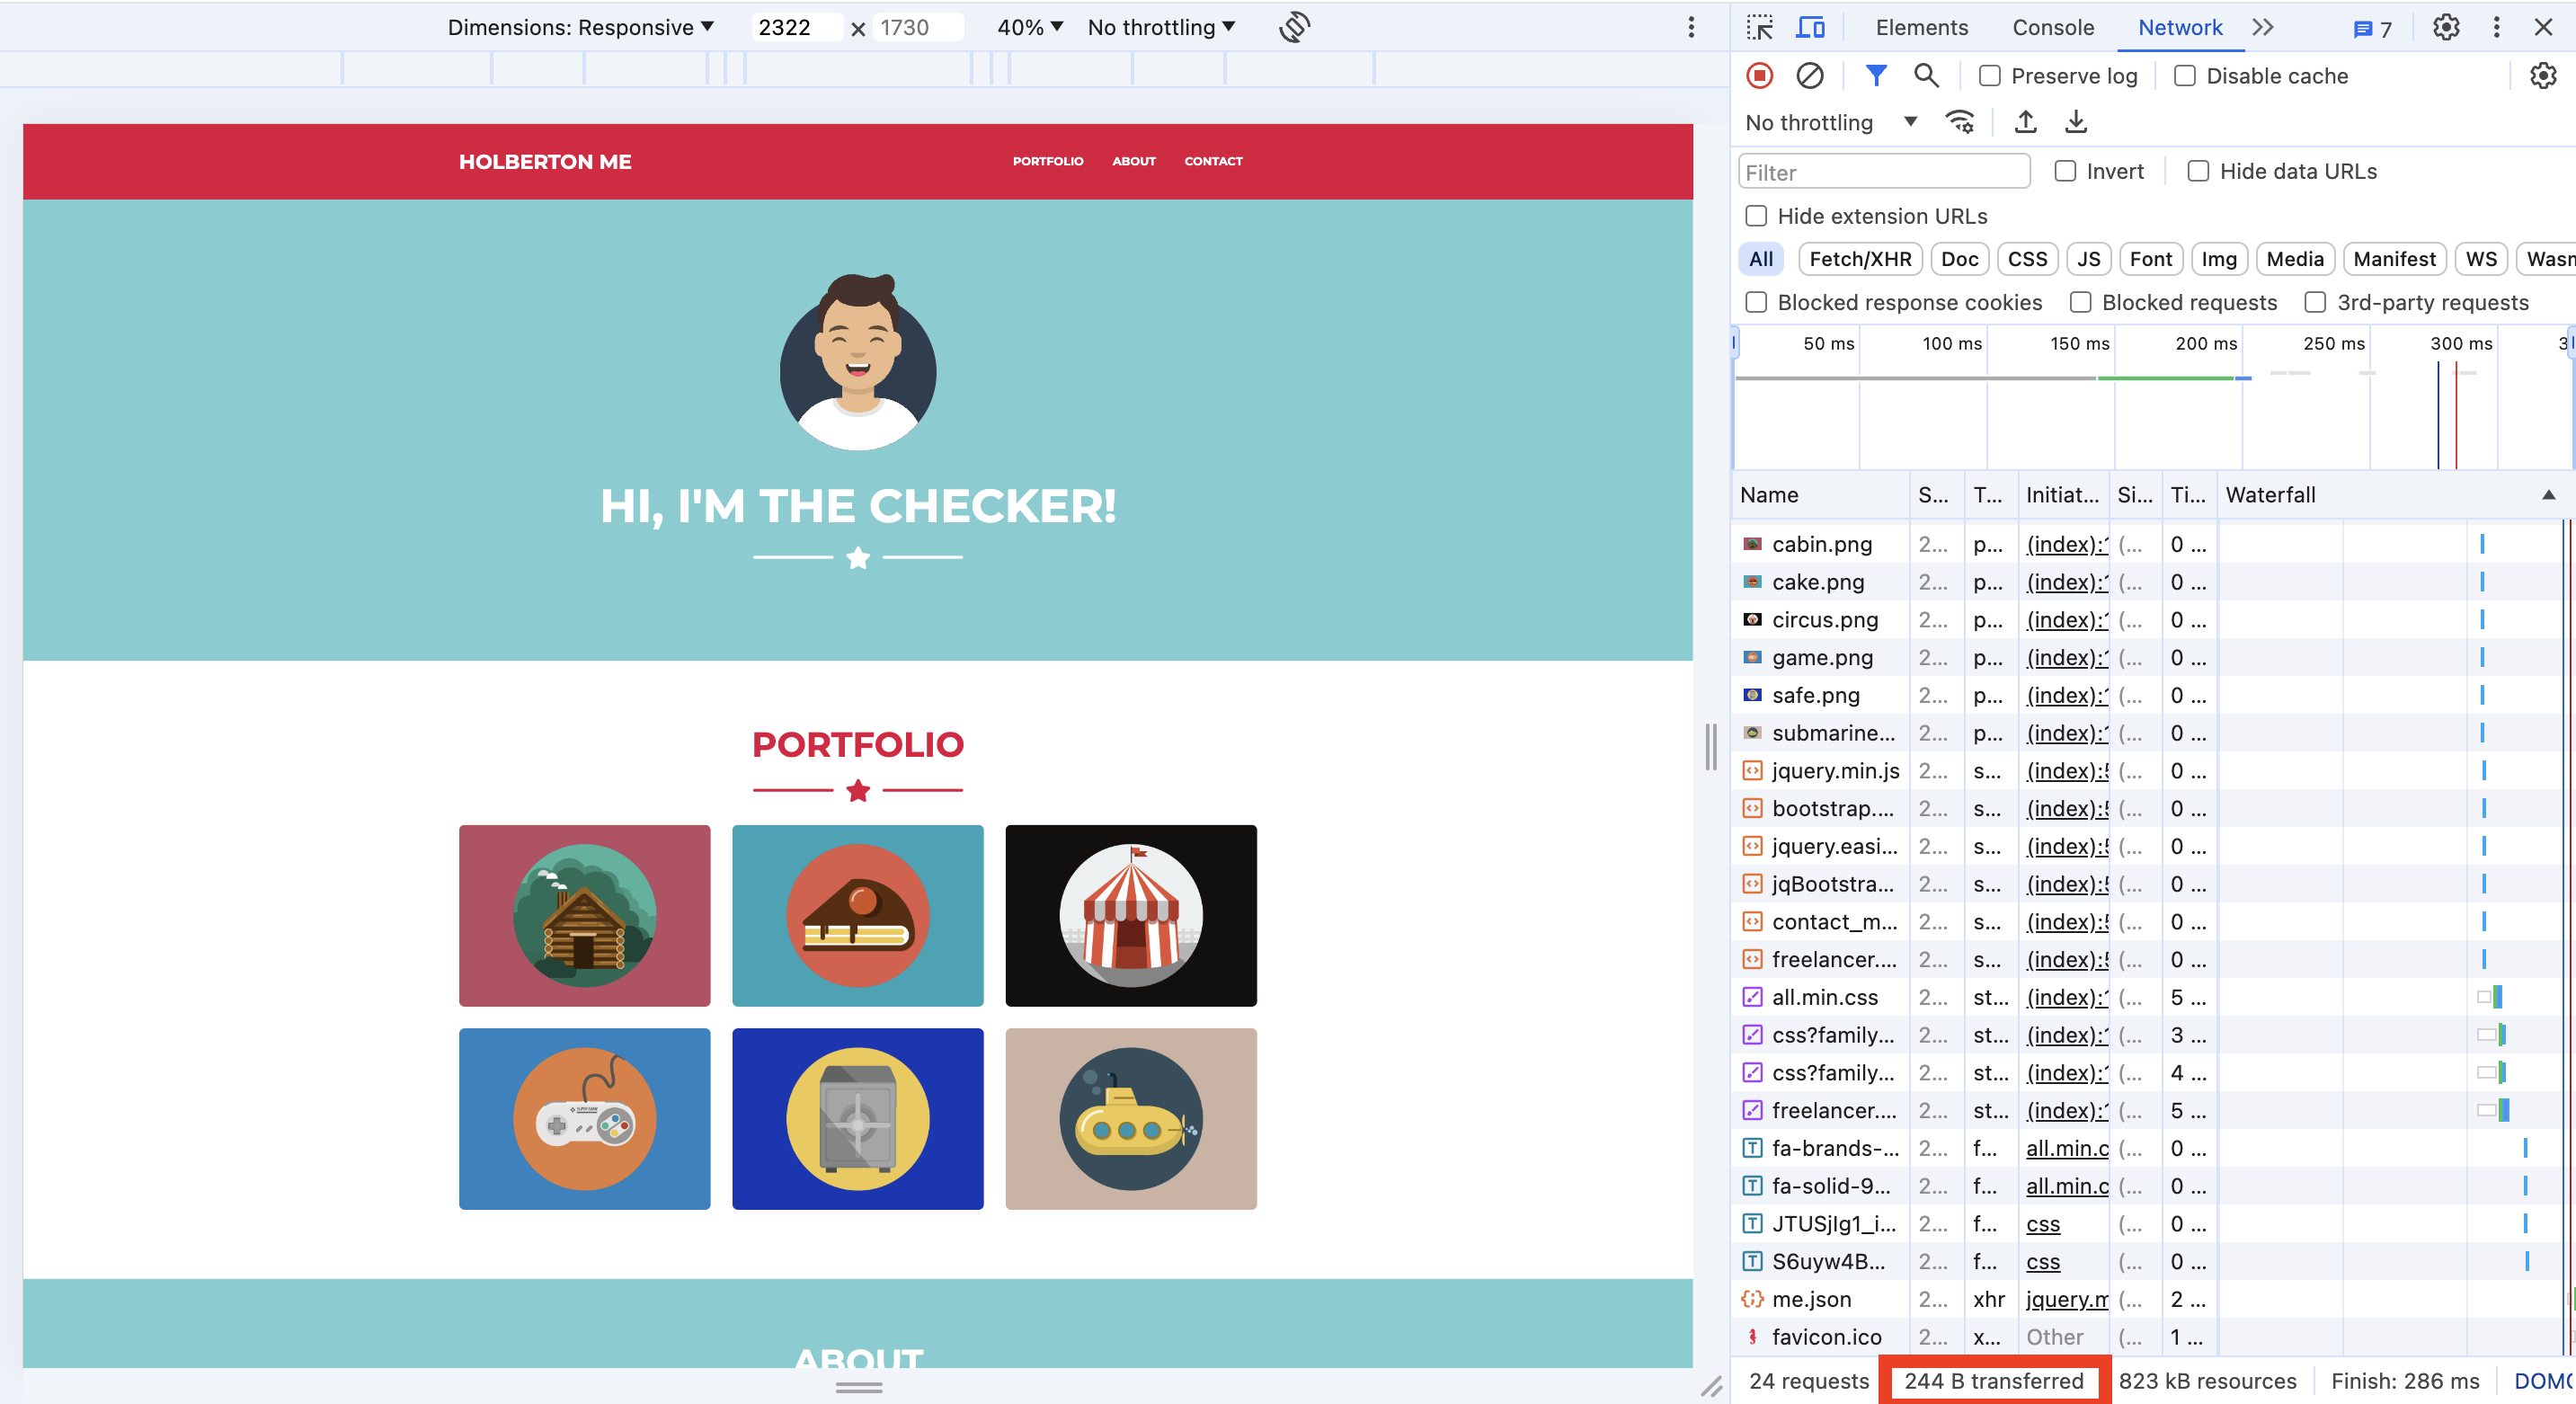 Dimensions: Responsive 2322 × 1730 40% No throttling
HOLBERTON ME PORTFOLIO ABOUT CONTACT
HI, I'M THE CHECKER!
PORTFOLIO
ABOUT
Elements Console Network 7
Preserve log Disable cache
No throttling
Filter Invert Hide data URLs
Hide extension URLs
All Fetch/XHR Doc CSS JS Font Img Media Manifest WS Wasm
Blocked response cookies Blocked requests 3rd-party requests
50 ms 100 ms 150 ms 200 ms 250 ms 300 ms 3
Name S... T... Initiat... Si... Ti... Waterfall
cabin.png 2... p... (index):1 (... 0 ...
cake.png 2... p... (index):1 (... 0 ...
circus.png 2... p... (index):1 (... 0 ...
game.png 2... p... (index):1 (... 0 ...
safe.png 2... p... (index):1 (... 0 ...
submarine... 2... p... (index):1 (... 0 ...
jquery.min.js 2... s... (index):5 (... 0 ...
bootstrap.... 2... s... (index):5 (... 0 ...
jquery.easi... 2... s... (index):5 (... 0 ...
jqBootstra... 2... s... (index):5 (... 0 ...
contact_m... 2... s... (index):5 (... 0 ...
freelancer.... 2... s... (index):5 (... 0 ...
all.min.css 2... st... (index):1 (... 5 ...
css?family... 2... st... (index):1 (... 3 ...
css?family... 2... st... (index):1 (... 4 ...
freelancer.... 2... st... (index):1 (... 5 ...
fa-brands-... 2... f... all.min.c (... 0 ...
fa-solid-9... 2... f... all.min.c (... 0 ...
JTUSjIg1_i... 2... f... css (... 0 ...
S6uyw4B... 2... f... css (... 0 ...
me.json 2... xhr jquery.m (... 2 ...
favicon.ico 2... x... Other (... 1 ...
24 requests 244 B transferred 823 kB resources Finish: 286 ms DOMC